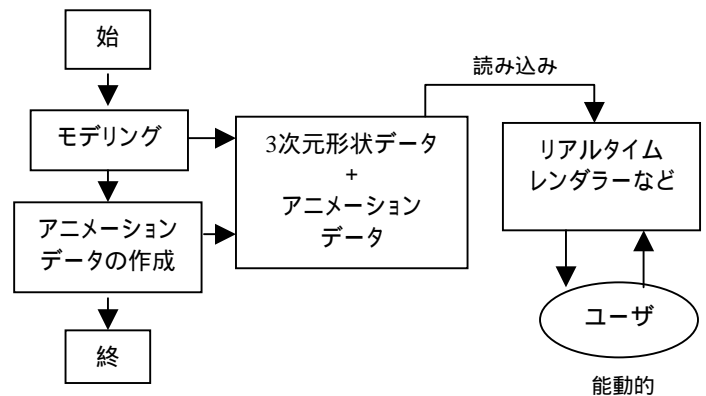 始
モデリング
アニメーション
データの作成
終
3次元形状データ
+
アニメーション
データ
読み込み
リアルタイム
レンダラーなど
ユーザ
能動的